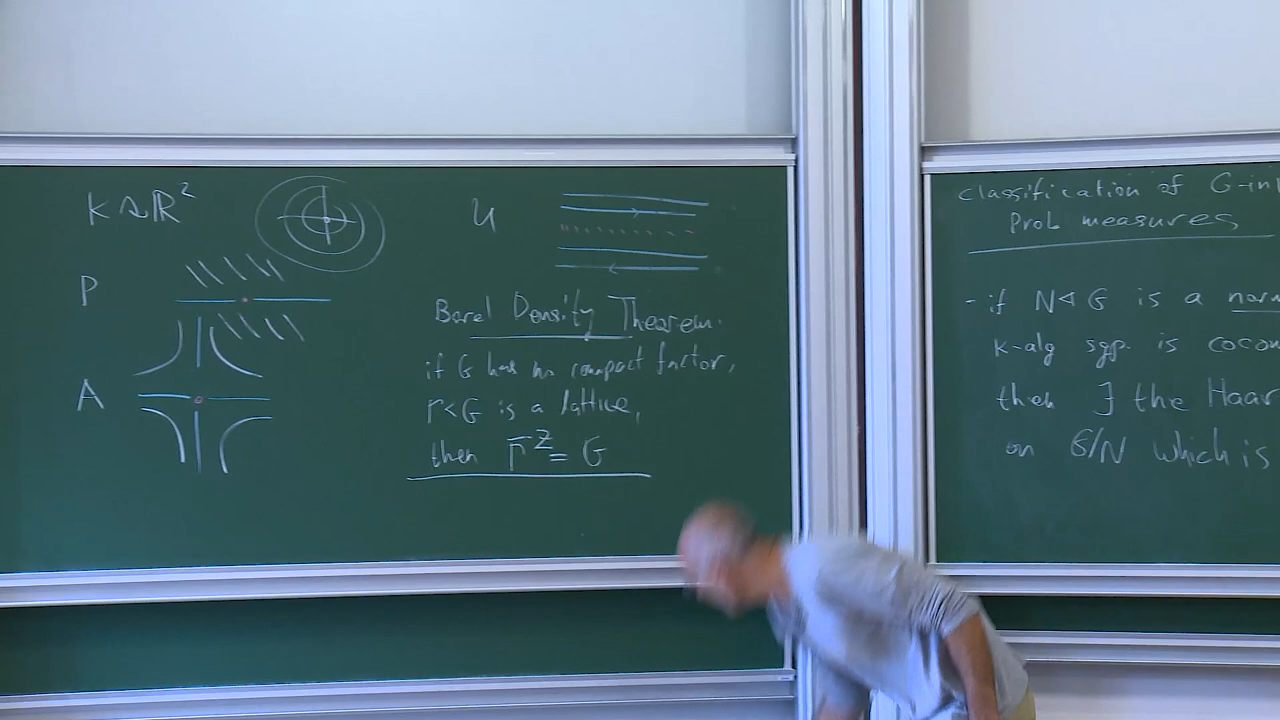 K ↷ ℝ²
P
A
U
Borel Density Theorem.
if G has no compact factor,
Γ < G is a lattice,
then Γ̄ᶻ = G
Classification of G-in
Prob measures
- if N ◁ G is a norm
k-alg sgp. is cocom
then ∃ the Haar
on G/N which is